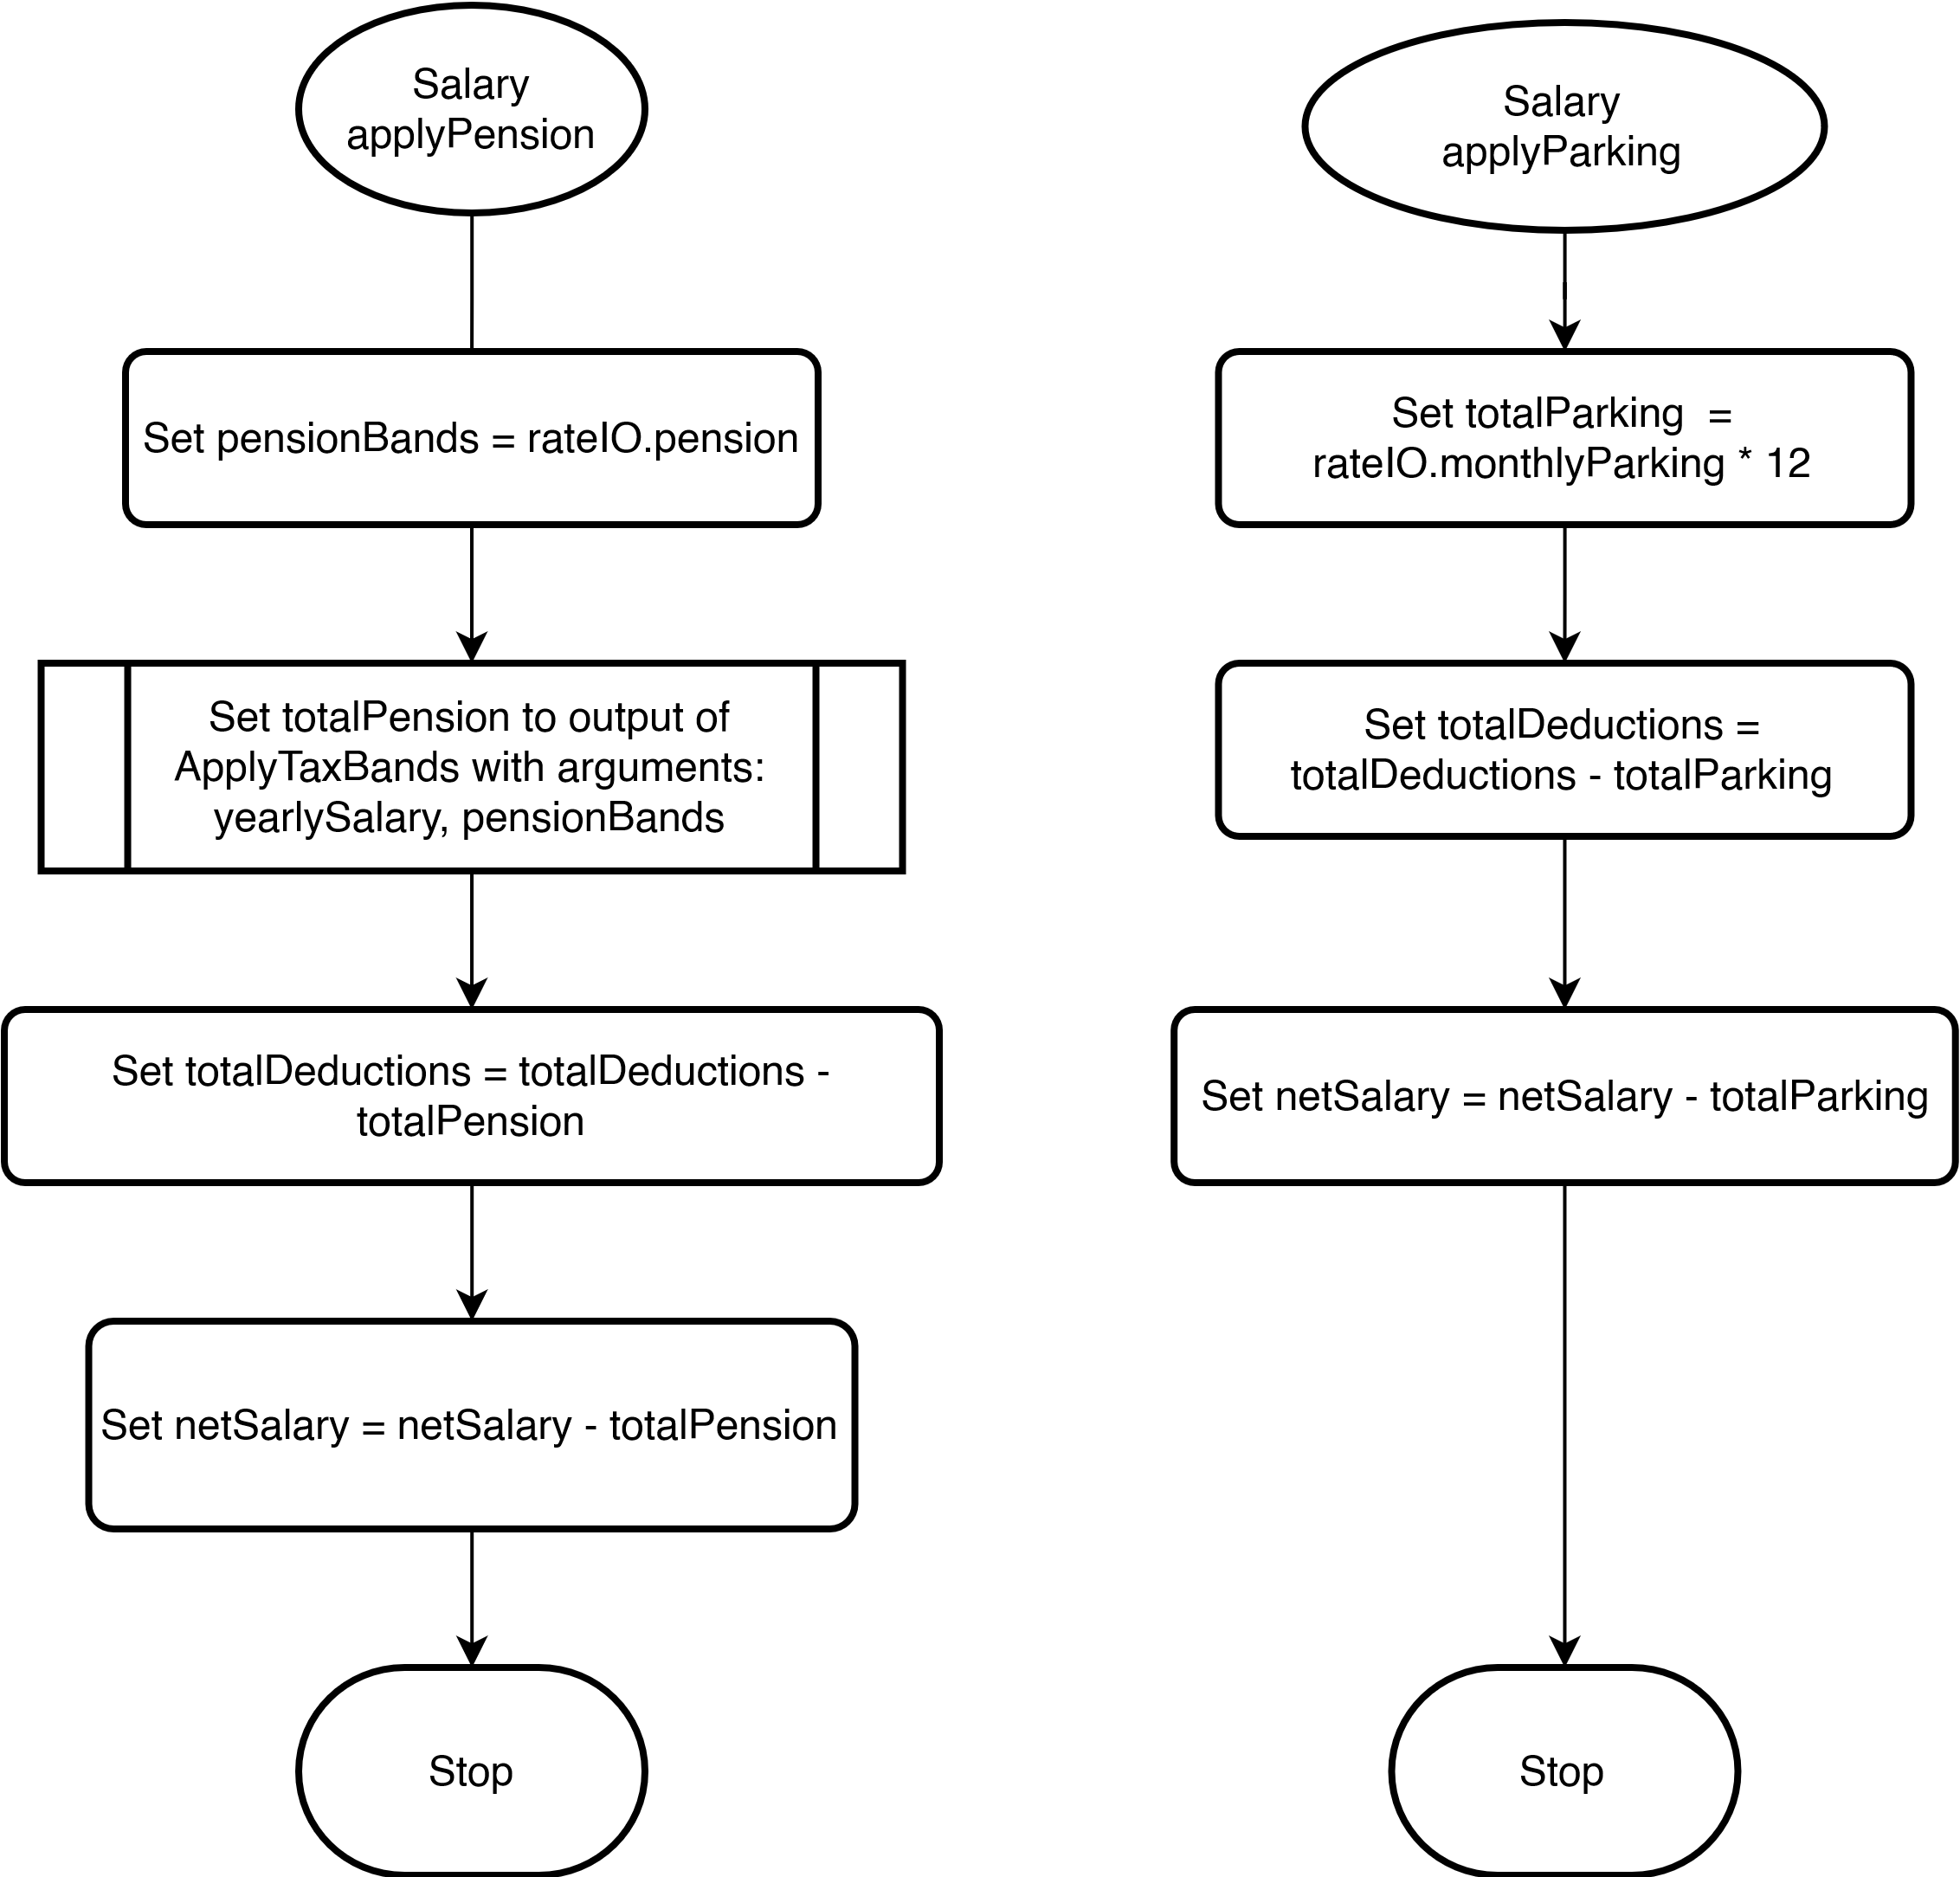 Salary
applyPension
Set pensionBands = rateIO.pension
Set totalPension to output of
ApplyTaxBands with arguments:
yearlySalary, pensionBands
Set totalDeductions = totalDeductions -
totalPension
Set netSalary = netSalary - totalPension
Stop
Salary
applyParking
Set totalParking  =
rateIO.monthlyParking * 12
Set totalDeductions =
totalDeductions - totalParking
Set netSalary = netSalary - totalParking
Stop